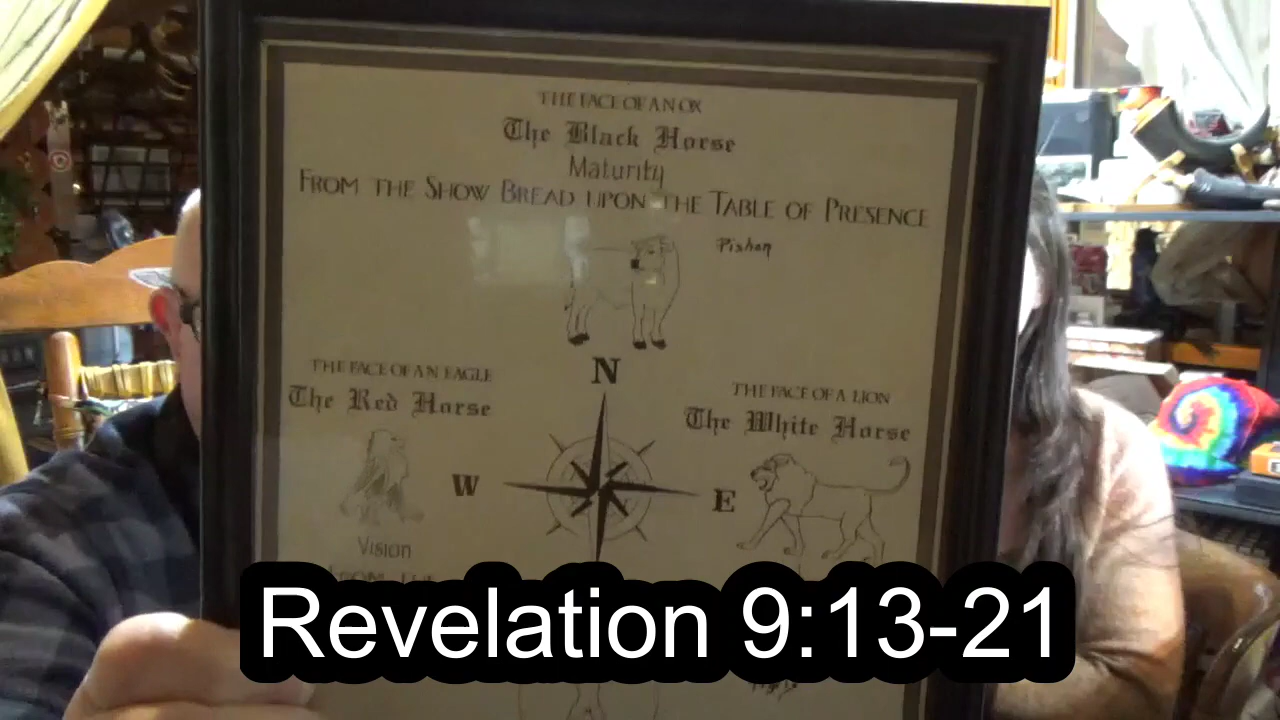 THE FACE OF AN OX
The Black Horse
Maturity
FROM THE SHOW BREAD UPON THE TABLE OF PRESENCE
Pishon
N
THE FACE OF AN EAGLE
The Red Horse
THE FACE OF A LION
The White Horse
W
E
Vision
FROM THE
Revelation 9:13-21